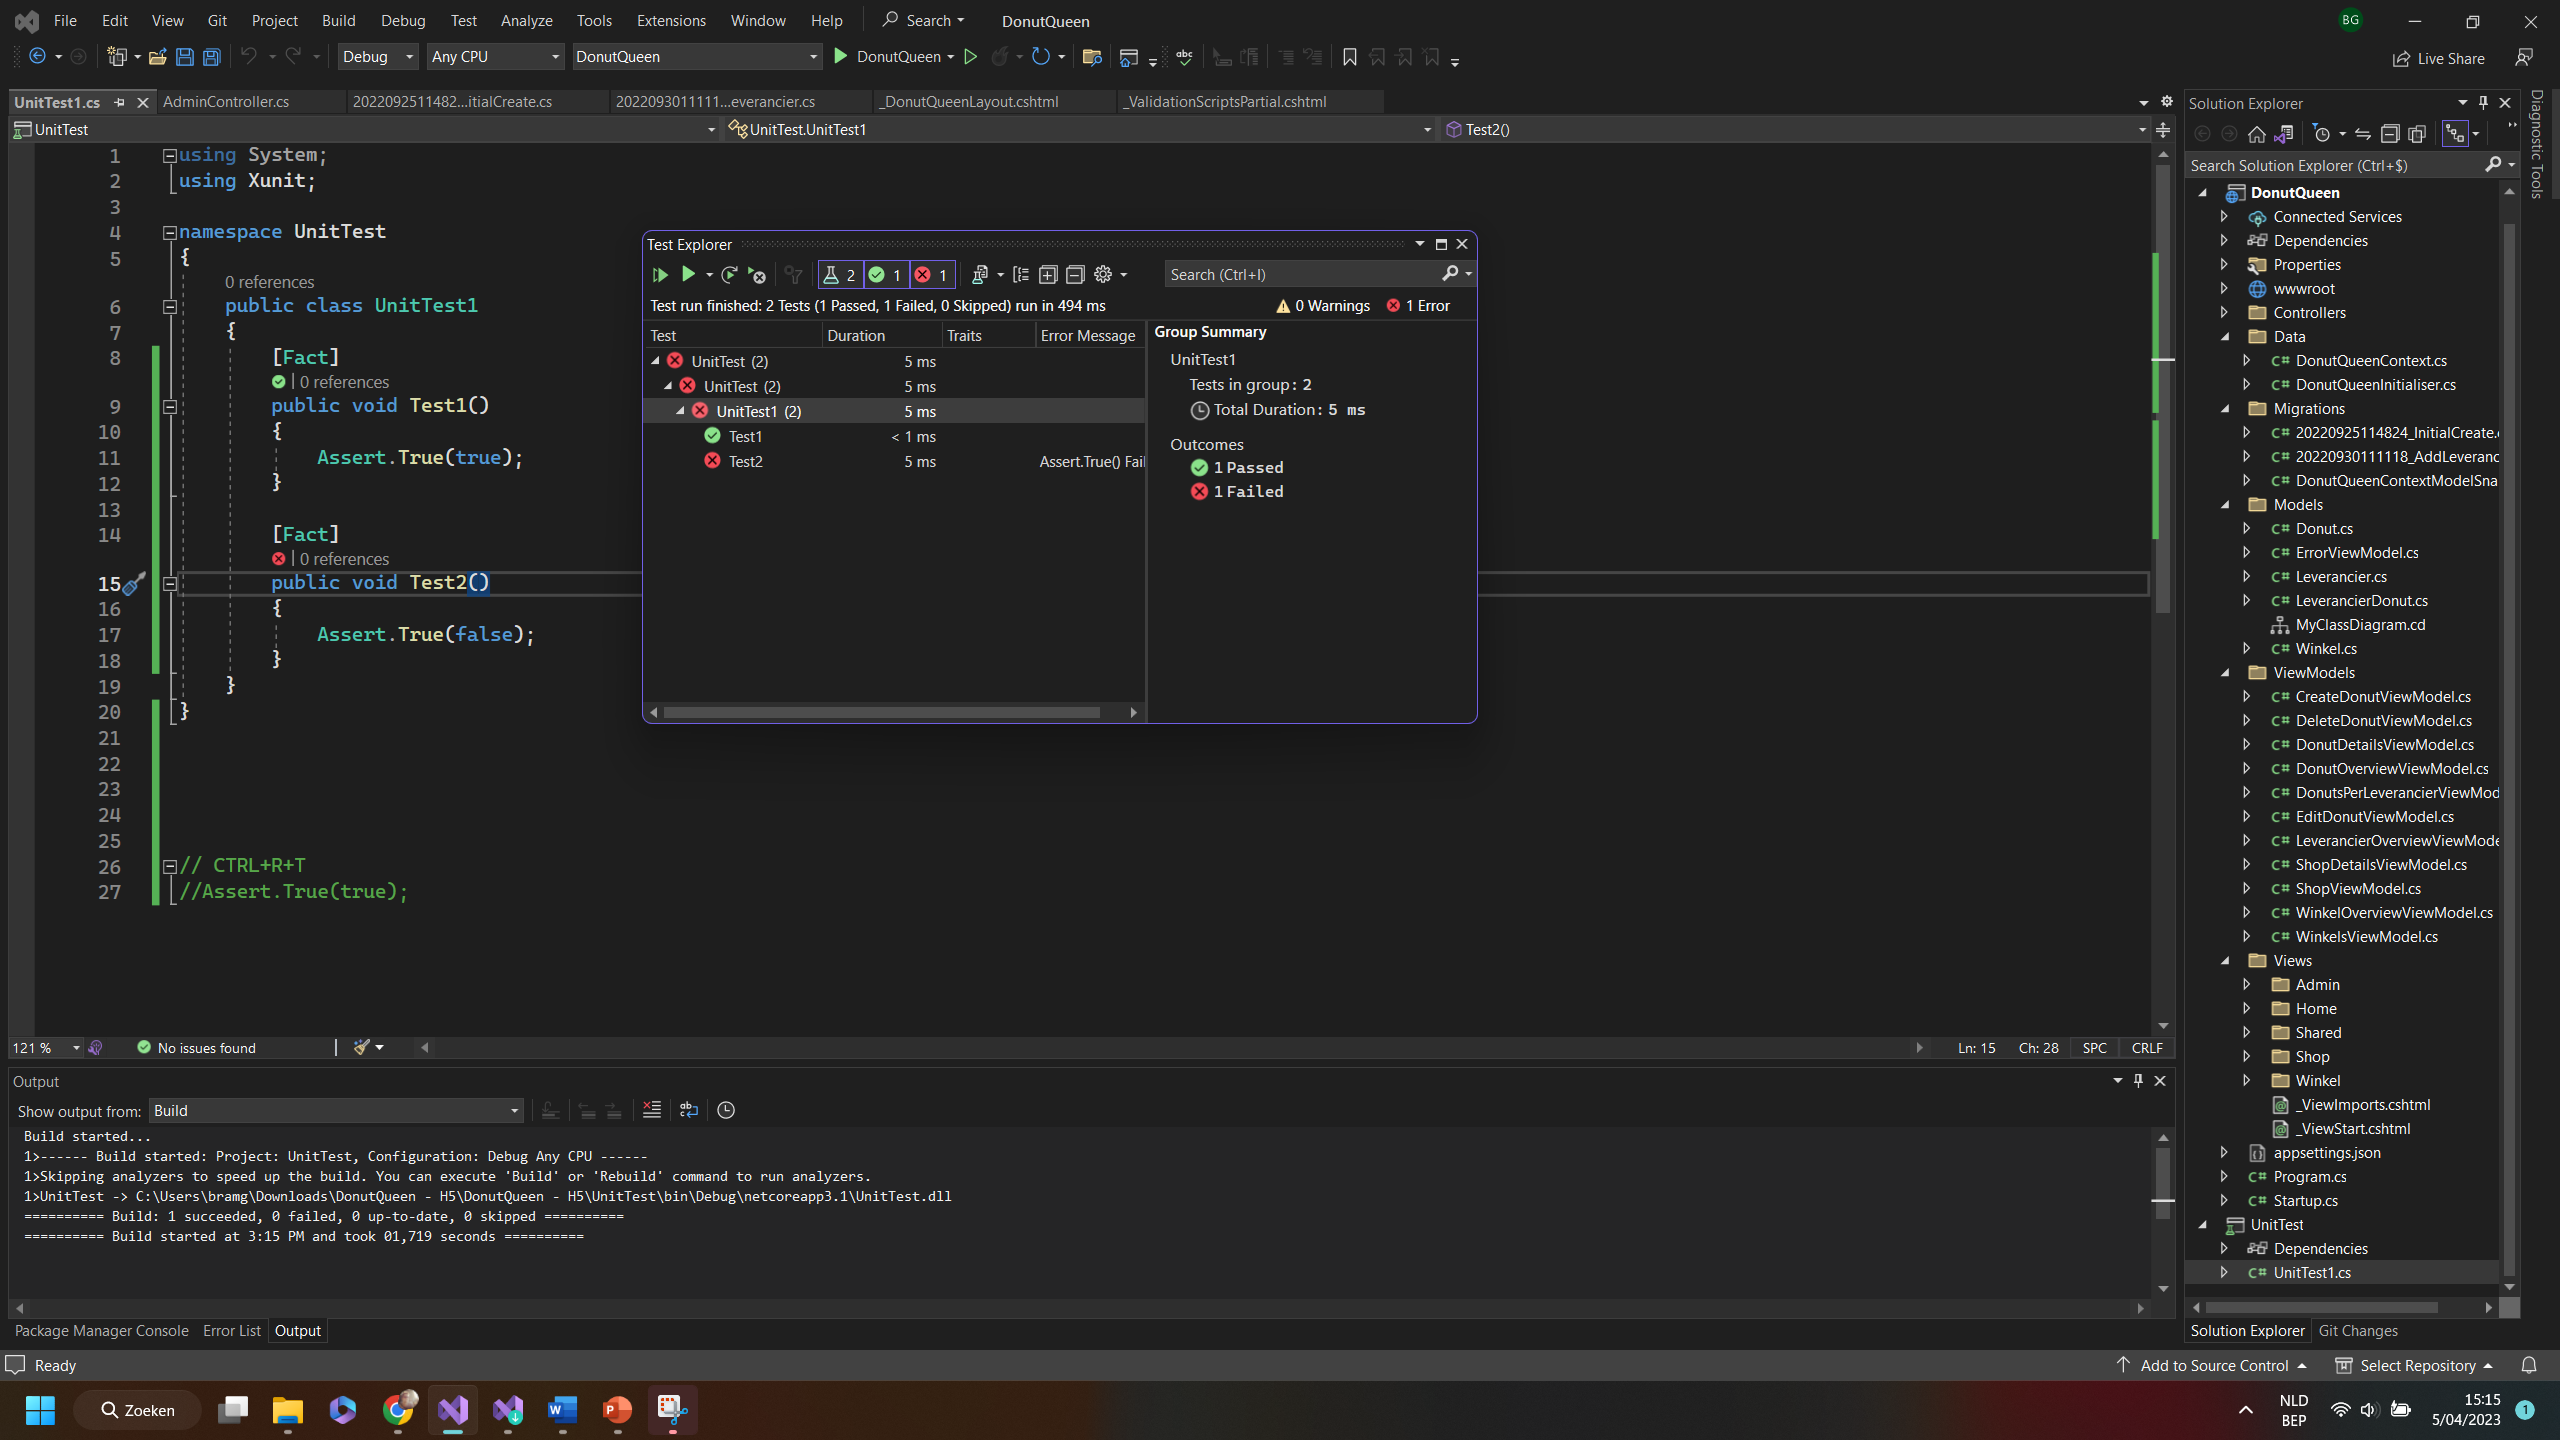 File Edit View Git Project Build Debug Test Analyze Tools Extensions Window Help Search DonutQueen BG
Debug Any CPU DonutQueen DonutQueen Live Share
UnitTest1.cs AdminController.cs 2022092511482...itialCreate.cs 2022093011111...everancier.cs _DonutQueenLayout.cshtml _ValidationScriptsPartial.cshtml
UnitTest UnitTest.UnitTest1 Test2()
1 using System;
2 using Xunit;
3
4 namespace UnitTest
5 {
0 references
6 public class UnitTest1
7 {
8 [Fact]
| 0 references
9 public void Test1()
10 {
11 Assert.True(true);
12 }
13
14 [Fact]
| 0 references
15 public void Test2()
16 {
17 Assert.True(false);
18 }
19 }
20 }
21
22
23
24
25
26 // CTRL+R+T
27 //Assert.True(true);
Test Explorer
2 1 1 Search (Ctrl+I)
Test run finished: 2 Tests (1 Passed, 1 Failed, 0 Skipped) run in 494 ms 0 Warnings 1 Error
Test Duration Traits Error Message
UnitTest (2) 5 ms
UnitTest (2) 5 ms
UnitTest1 (2) 5 ms
Test1 < 1 ms
Test2 5 ms Assert.True() Fail
Group Summary
UnitTest1
Tests in group: 2
Total Duration: 5 ms
Outcomes
1 Passed
1 Failed
121 % No issues found Ln: 15 Ch: 28 SPC CRLF
Output
Show output from: Build
Build started...
1>------ Build started: Project: UnitTest, Configuration: Debug Any CPU ------
1>Skipping analyzers to speed up the build. You can execute 'Build' or 'Rebuild' command to run analyzers.
1>UnitTest -> C:\Users\bramg\Downloads\DonutQueen - H5\DonutQueen - H5\UnitTest\bin\Debug\netcoreapp3.1\UnitTest.dll
========== Build: 1 succeeded, 0 failed, 0 up-to-date, 0 skipped ==========
========== Build started at 3:15 PM and took 01,719 seconds ==========
Package Manager Console Error List Output
Solution Explorer
Search Solution Explorer (Ctrl+$)
DonutQueen
Connected Services
Dependencies
Properties
wwwroot
Controllers
Data
C# DonutQueenContext.cs
C# DonutQueenInitialiser.cs
Migrations
C# 20220925114824_InitialCreate.c
C# 20220930111118_AddLeveranc
C# DonutQueenContextModelSna
Models
C# Donut.cs
C# ErrorViewModel.cs
C# Leverancier.cs
C# LeverancierDonut.cs
MyClassDiagram.cd
C# Winkel.cs
ViewModels
C# CreateDonutViewModel.cs
C# DeleteDonutViewModel.cs
C# DonutDetailsViewModel.cs
C# DonutOverviewViewModel.cs
C# DonutsPerLeverancierViewMod
C# EditDonutViewModel.cs
C# LeverancierOverviewViewMode
C# ShopDetailsViewModel.cs
C# ShopViewModel.cs
C# WinkelOverviewViewModel.cs
C# WinkelsViewModel.cs
Views
Admin
Home
Shared
Shop
Winkel
_ViewImports.cshtml
_ViewStart.cshtml
appsettings.json
C# Program.cs
C# Startup.cs
UnitTest
Dependencies
C# UnitTest1.cs
Solution Explorer Git Changes
Diagnostic Tools
Ready Add to Source Control Select Repository
Zoeken
NLD
BEP
15:15
5/04/2023
1